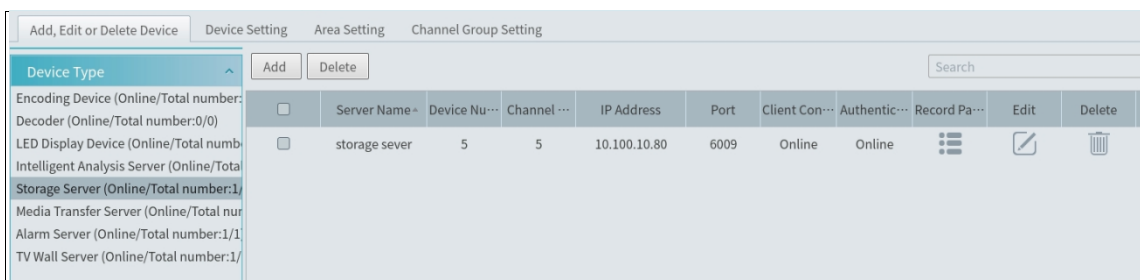 Add, Edit or Delete Device Device Setting Area Setting Channel Group Setting
Device Type
Add Delete Search
Encoding Device (Online/Total number:
Decoder (Online/Total number:0/0)
LED Display Device (Online/Total numb
Intelligent Analysis Server (Online/Total
Storage Server (Online/Total number:1/
Media Transfer Server (Online/Total nur
Alarm Server (Online/Total number:1/1
TV Wall Server (Online/Total number:1/
Server Name Device Nu··· Channel ··· IP Address Port Client Con··· Authentic··· Record Pa··· Edit Delete
storage sever 5 5 10.100.10.80 6009 Online Online